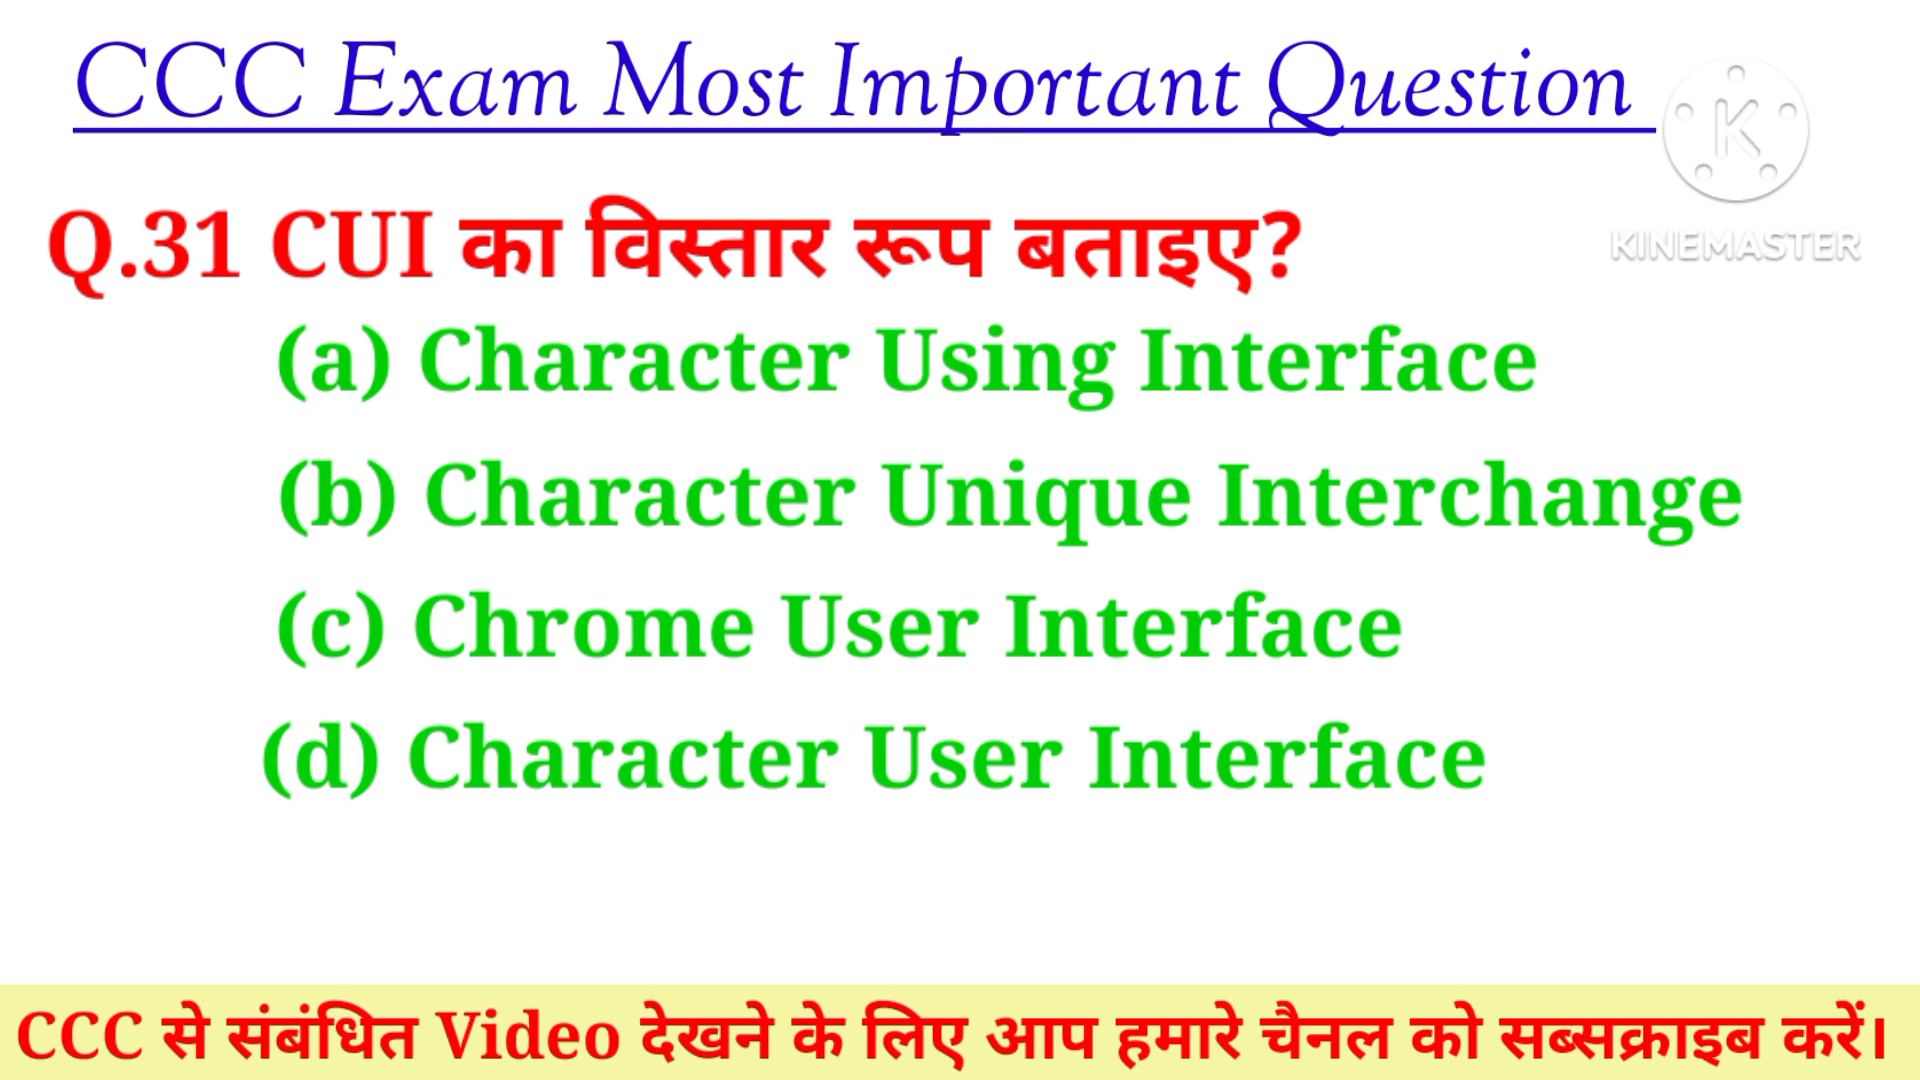 CCC Exam Most Important Question
K
KINEMASTER
Q.31 CUI का विस्तार रूप बताइए?
(a) Character Using Interface
(b) Character Unique Interchange
(c) Chrome User Interface
(d) Character User Interface
CCC से संबंधित Video देखने के लिए आप हमारे चैनल को सब्सक्राइब करें।